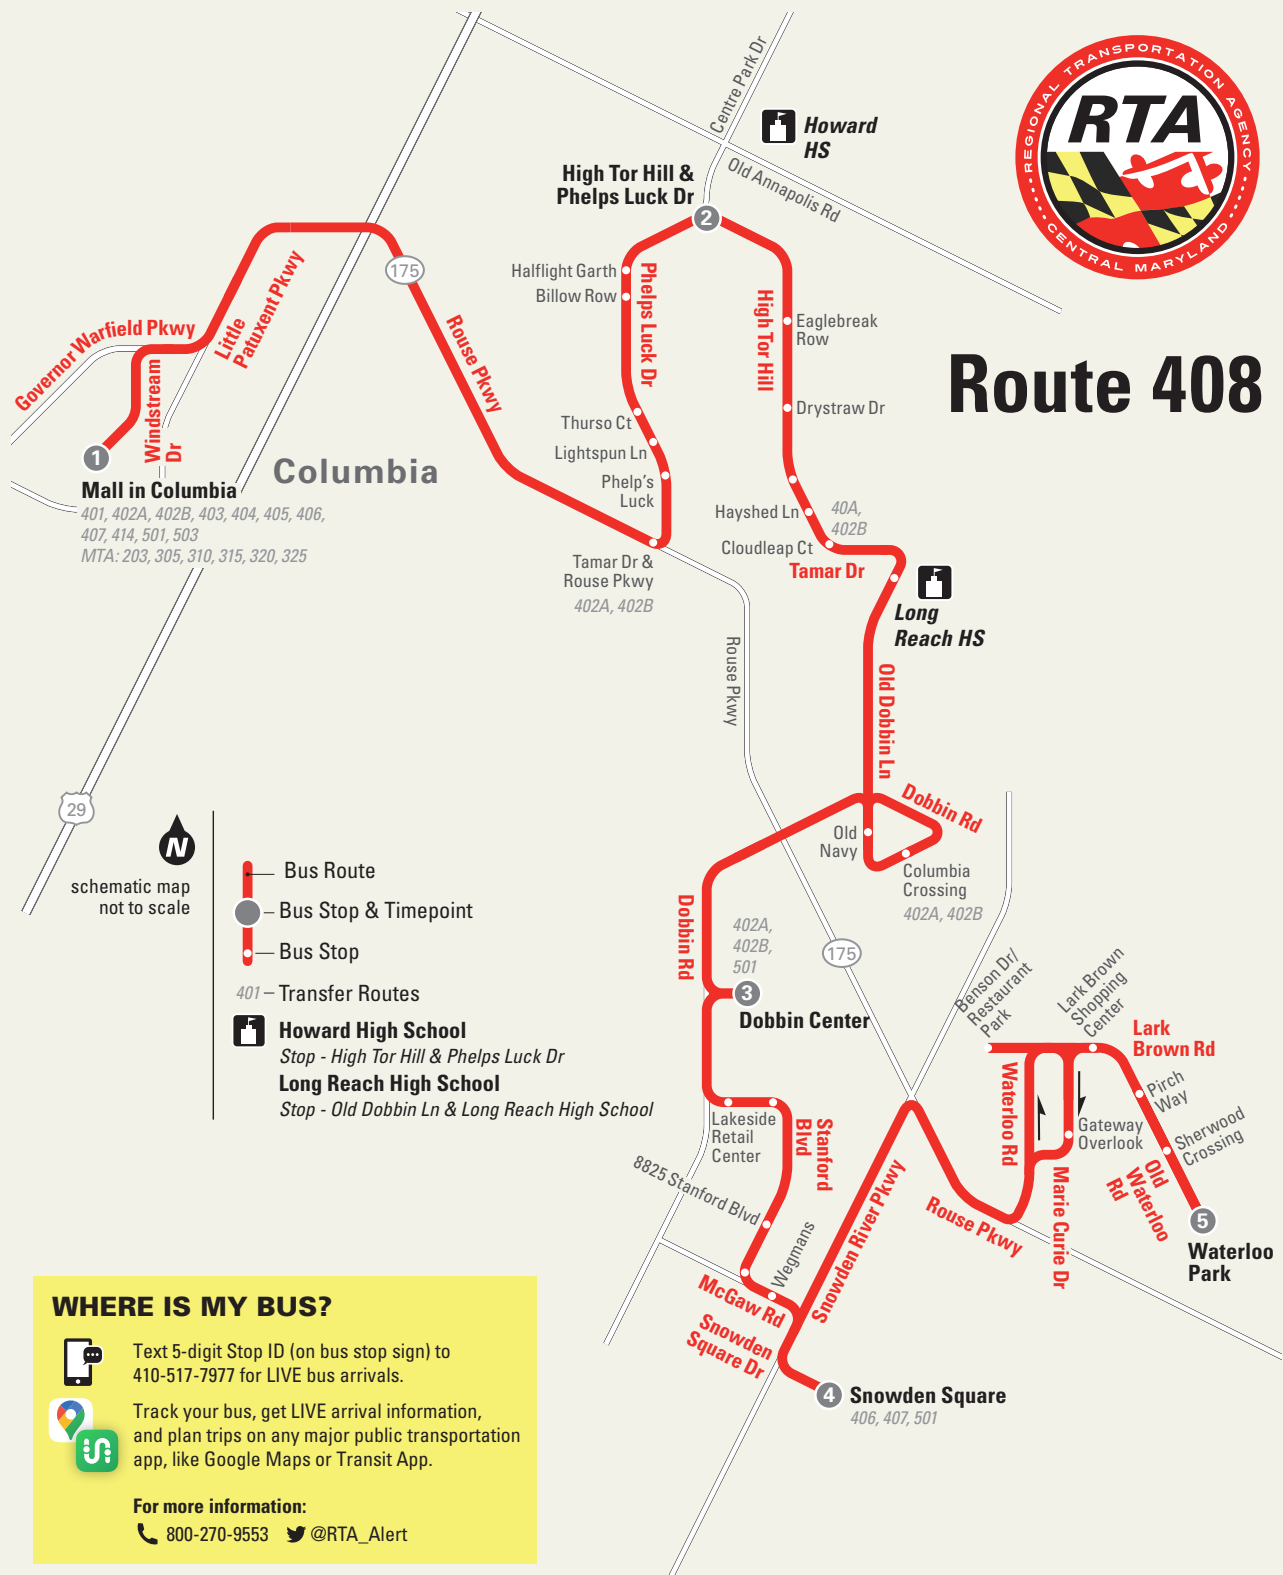 REGIONAL TRANSPORTATION AGENCY
RTA
CENTRAL MARYLAND
Route 408
Centre Park Dr
Howard
HS
Old Annapolis Rd
High Tor Hill &
Phelps Luck Dr
2
175
Halflight Garth
Billow Row
Phelps Luck Dr
High Tor Hill
Eaglebreak
Row
Drystraw Dr
Governor Warfield Pkwy
Little
Patuxent Pkwy
Rouse Pkwy
Windstream
Dr
1
Mall in Columbia
401, 402A, 402B, 403, 404, 405, 406,
407, 414, 501, 503
MTA: 203, 305, 310, 315, 320, 325
Columbia
Thurso Ct
Lightspun Ln
Phelp's
Luck
Hayshed Ln
40A,
402B
Cloudleap Ct
Tamar Dr
Tamar Dr &
Rouse Pkwy
402A, 402B
Long
Reach HS
Rouse Pkwy
Old Dobbin Ln
29
Dobbin Rd
Old
Navy
Columbia
Crossing
402A, 402B
N
schematic map
not to scale
Bus Route
Bus Stop & Timepoint
Bus Stop
401
Transfer Routes
Howard High School
Stop - High Tor Hill & Phelps Luck Dr
Long Reach High School
Stop - Old Dobbin Ln & Long Reach High School
Dobbin Rd
402A,
402B,
501
3
Dobbin Center
175
Benson Dr/
Restaurant
Park
Lark Brown
Shopping
Center
Lark
Brown Rd
Waterloo Rd
Pirch
Way
Gateway
Overlook
Sherwood
Crossing
Marie Curie Dr
Old
Waterloo
Rd
5
Waterloo
Park
Lakeside
Retail
Center
Stanford
Blvd
8825 Stanford Blvd
Wegmans
McGaw Rd
Snowden River Pkwy
Rouse Pkwy
Snowden
Square Dr
4
Snowden Square
406, 407, 501
WHERE IS MY BUS?
Text 5-digit Stop ID (on bus stop sign) to
410-517-7977 for LIVE bus arrivals.
Track your bus, get LIVE arrival information,
and plan trips on any major public transportation
app, like Google Maps or Transit App.
For more information:
800-270-9553 @RTA_Alert